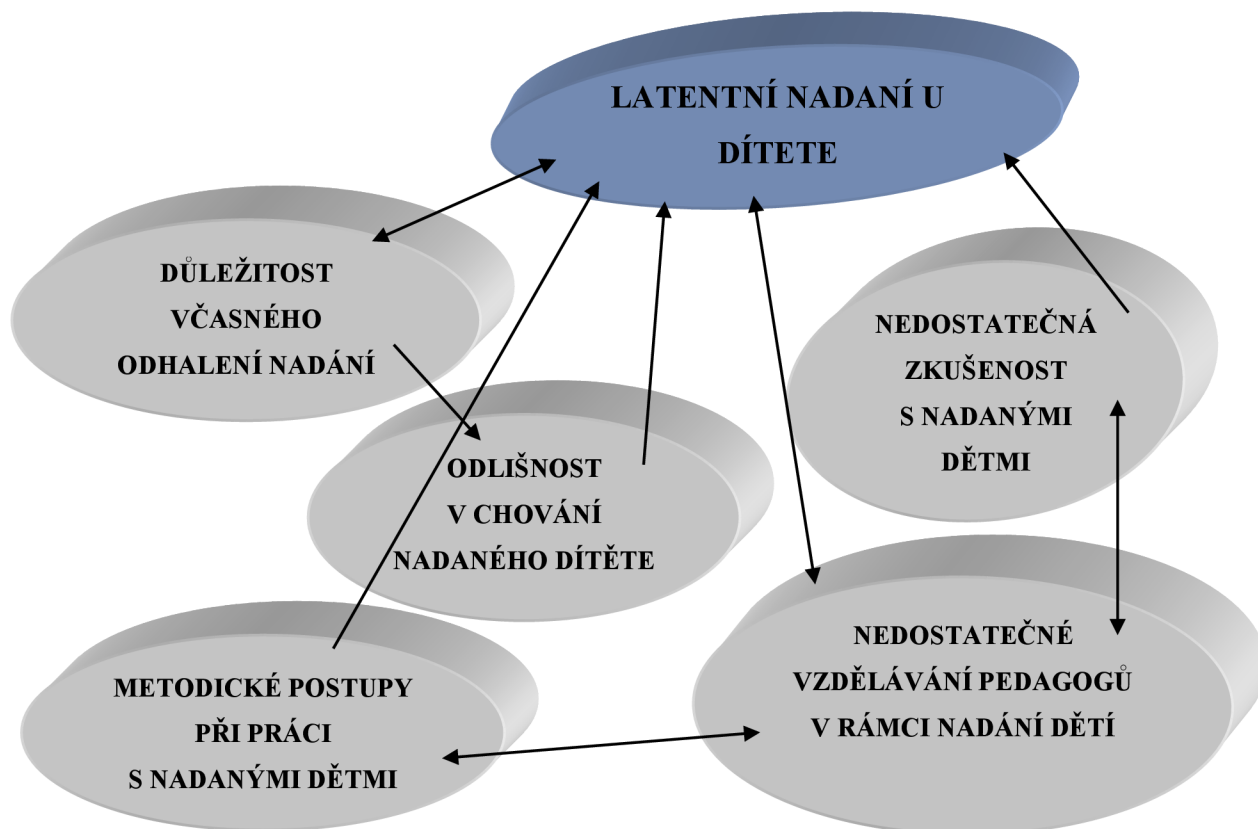 LATENTNÍ NADANÍ U
DÍTETE
DŮLEŽITOST
VČASNÉHO
ODHALENÍ NADÁNÍ
NEDOSTATEČNÁ
ZKUŠENOST
S NADANÝMI
DĚTMI
ODLIŠNOST
V CHOVÁNÍ
NADANÉHO DÍTĚTE
METODICKÉ POSTUPY
PŘI PRÁCI
S NADANÝMI DĚTMI
NEDOSTATEČNÉ
VZDĚLÁVÁNÍ PEDAGOGŮ
V RÁMCI NADÁNÍ DĚTÍ